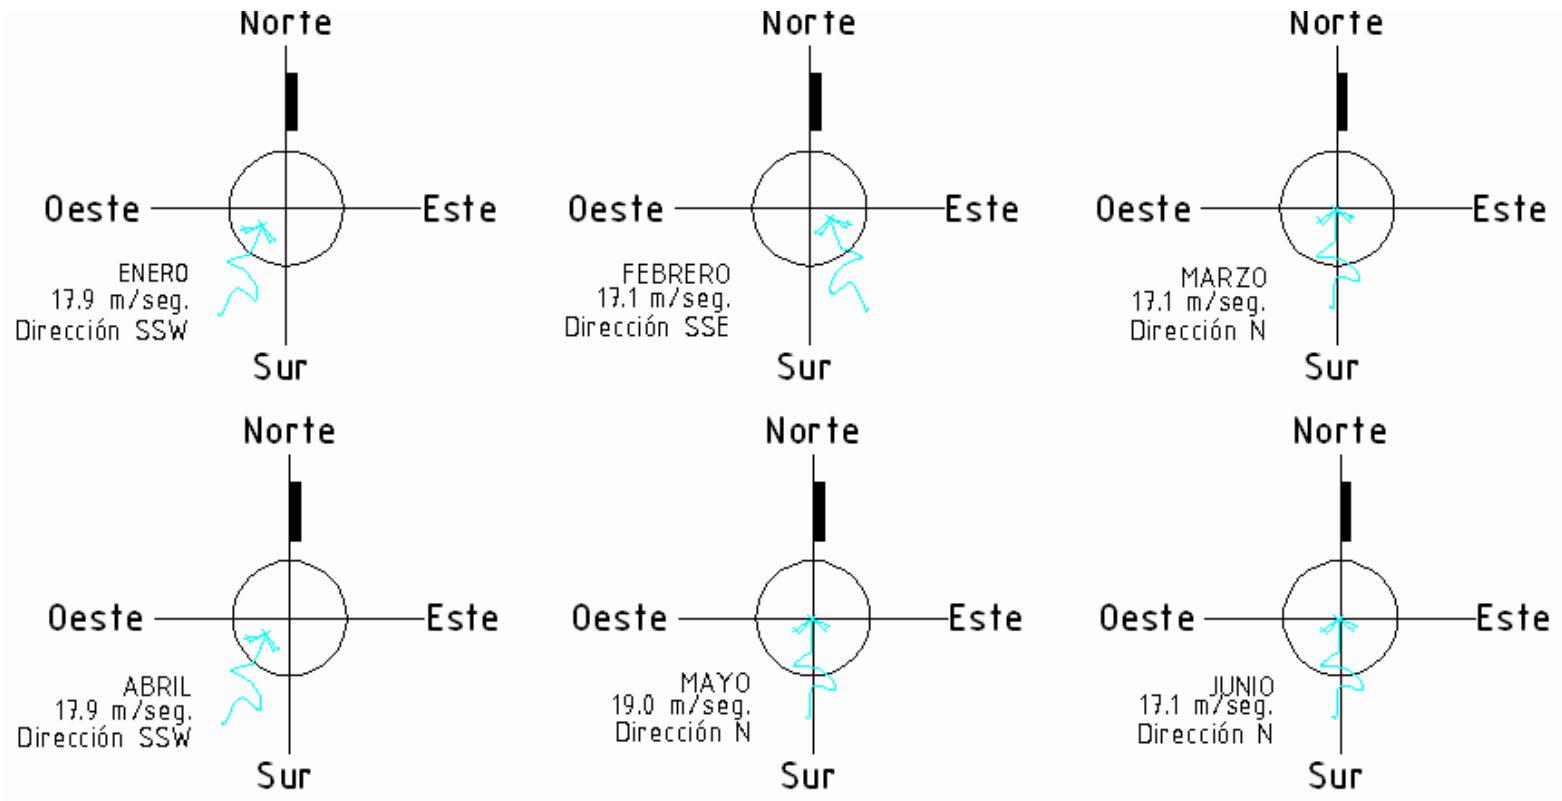 Norte
Oeste
Este
ENERO
17.9 m/seg.
Dirección SSW
Sur
Norte
Oeste
Este
FEBRERO
17.1 m/seg.
Dirección SSE
Sur
Norte
Oeste
Este
MARZO
17.1 m/seg.
Dirección N
Sur
Norte
Oeste
Este
ABRIL
17.9 m/seg.
Dirección SSW
Sur
Norte
Oeste
Este
MAYO
19.0 m/seg.
Dirección N
Sur
Norte
Oeste
Este
JUNIO
17.1 m/seg.
Dirección N
Sur